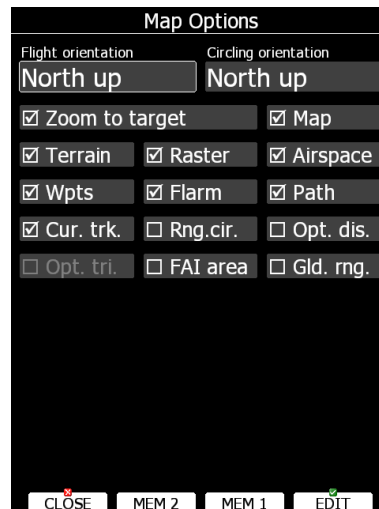 Map Options
Flight orientation Circling orientation
North up North up
Zoom to target Map
Terrain Raster Airspace
Wpts Flarm Path
Cur. trk. Rng.cir. Opt. dis.
Opt. tri. FAI area Gld. rng.
CLOSE MEM 2 MEM 1 EDIT